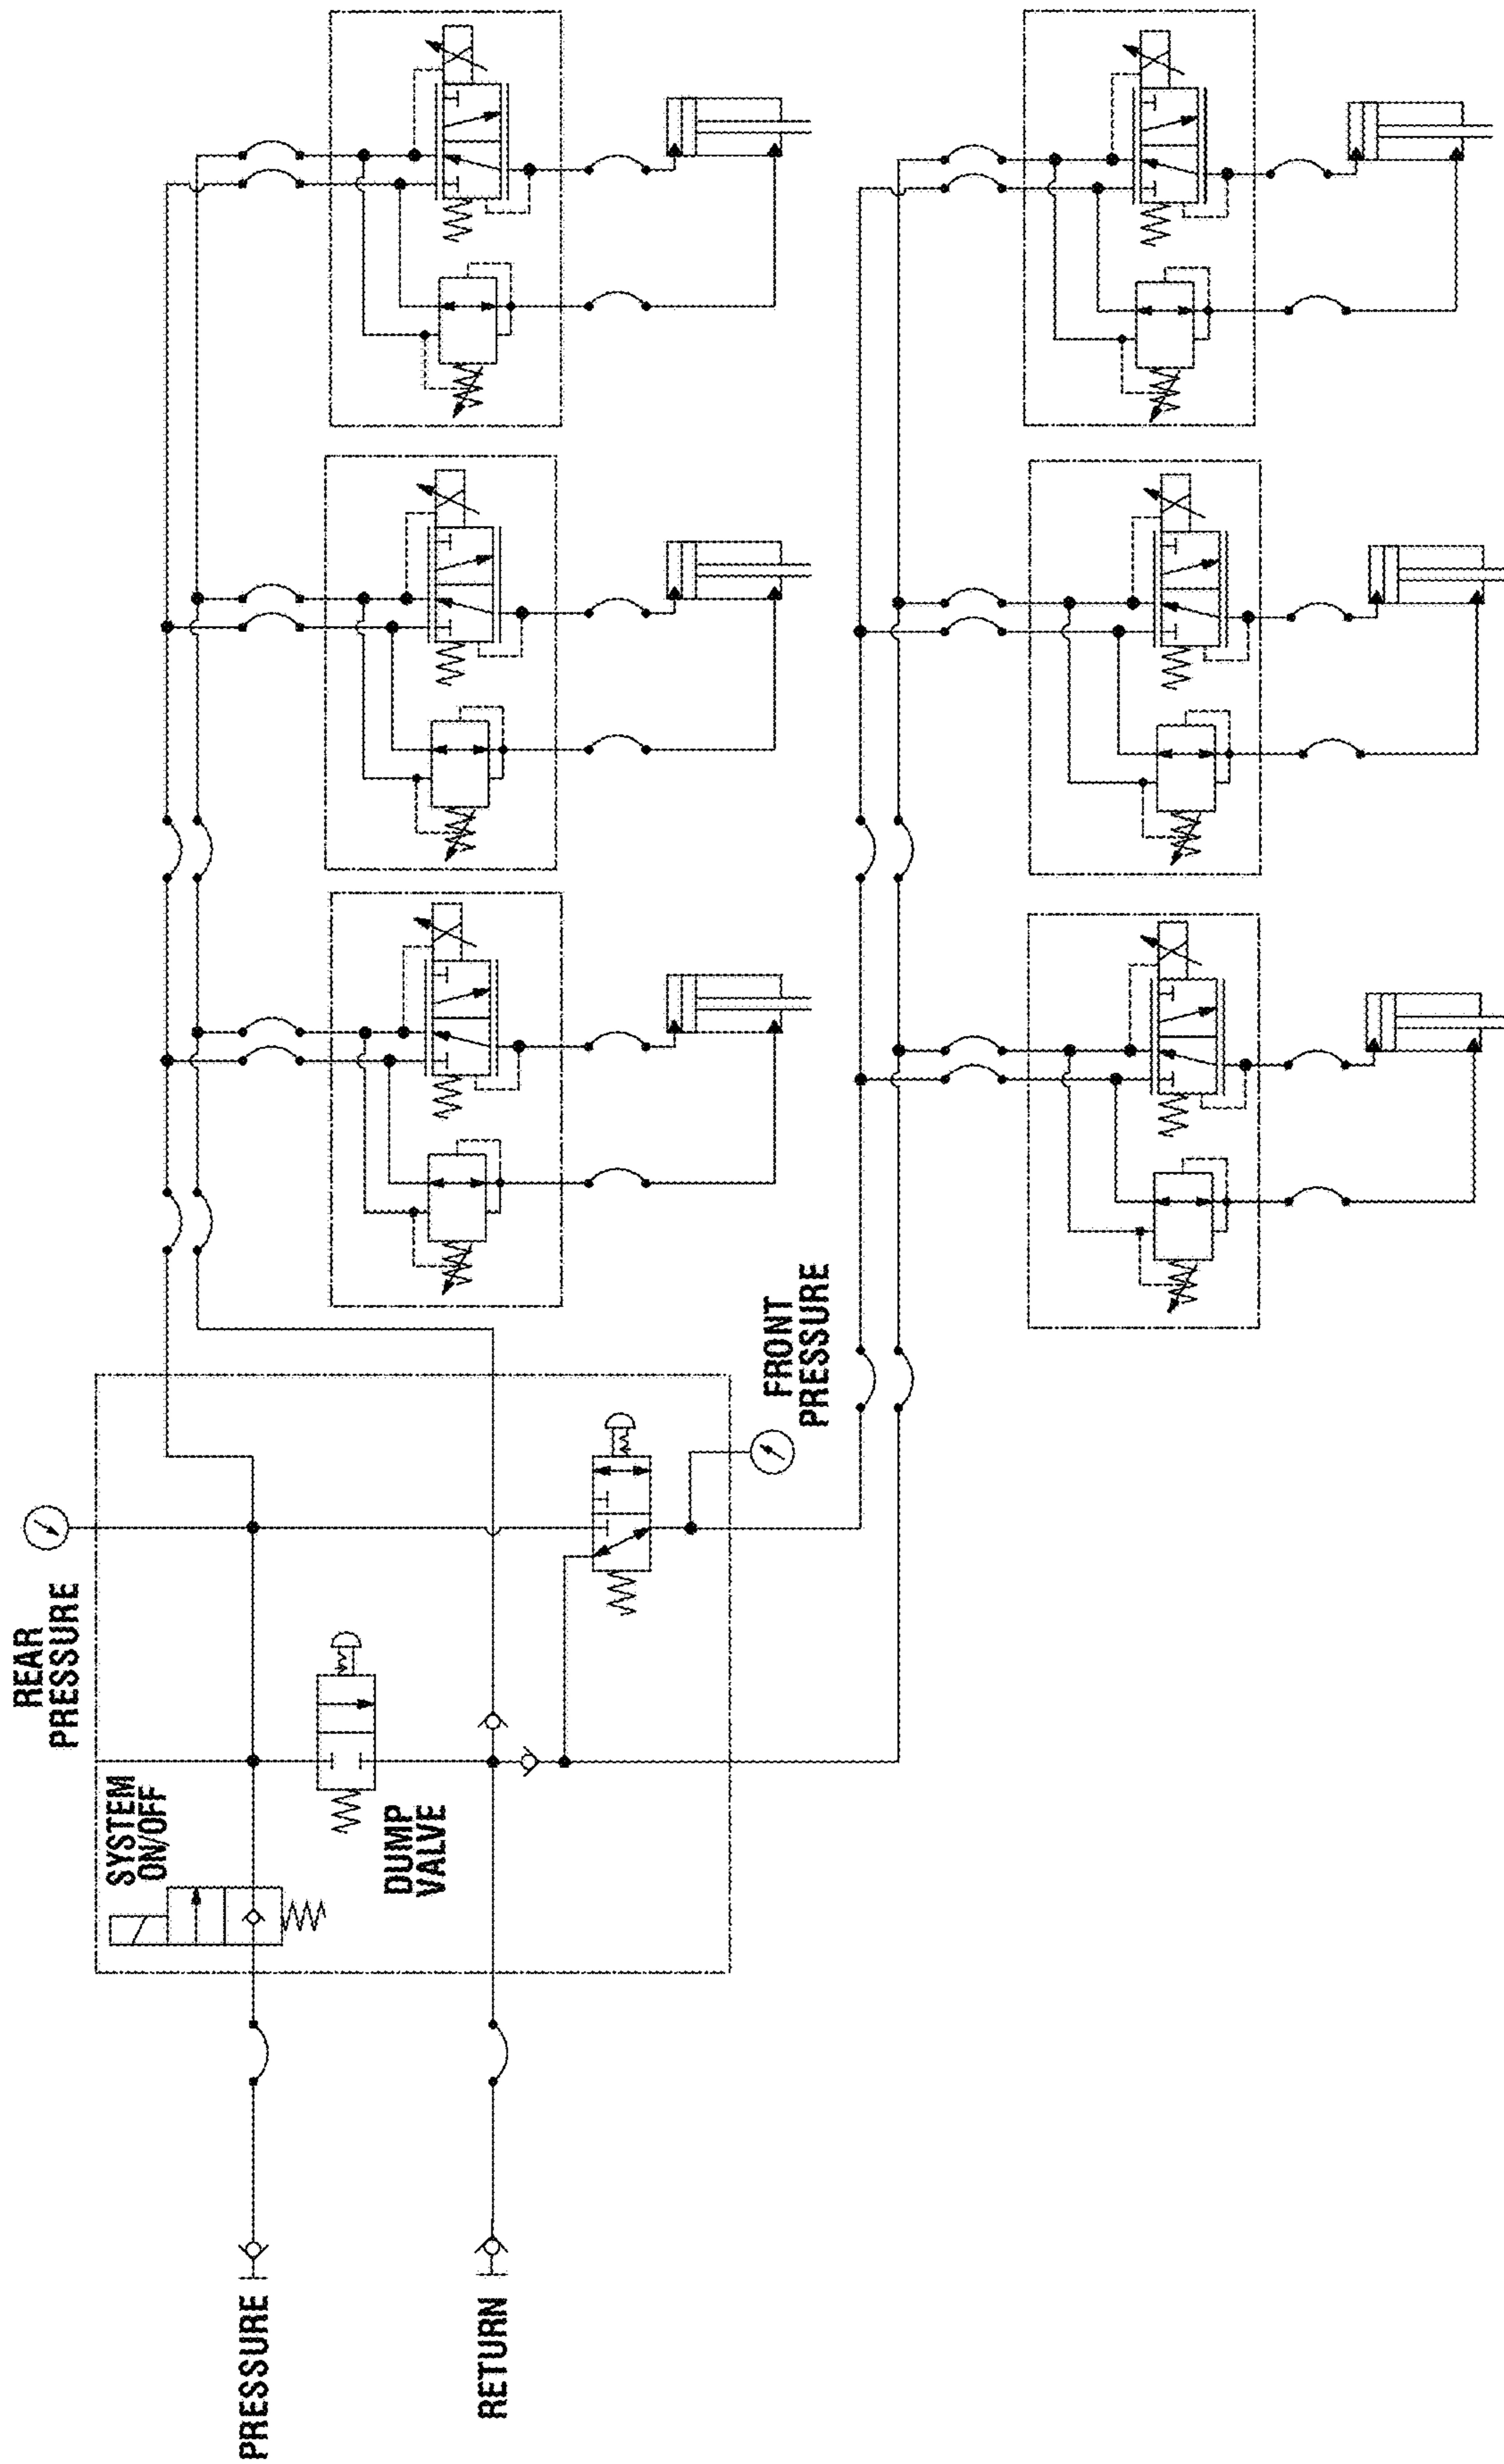 REAR
PRESSURE
SYSTEM
ON/OFF
DUMP
VALVE
FRONT
PRESSURE
PRESSURE
RETURN